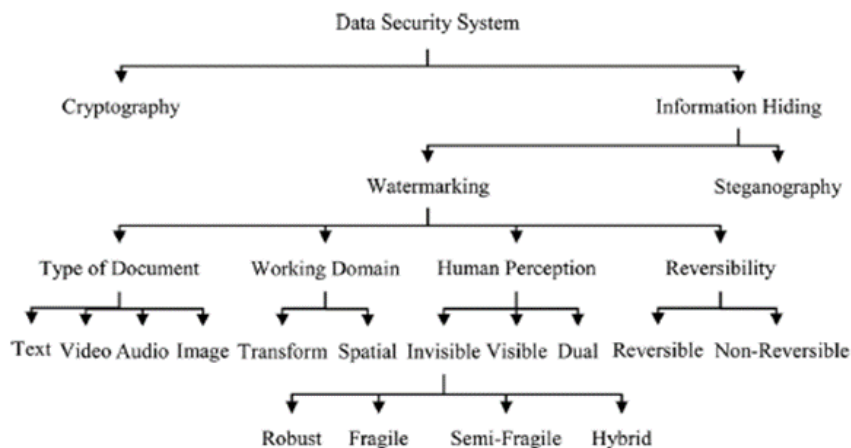 Data Security System
Cryptography Information Hiding
Watermarking Steganography
Type of Document Working Domain Human Perception Reversibility
Text Video Audio Image Transform Spatial Invisible Visible Dual Reversible Non-Reversible
Robust Fragile Semi-Fragile Hybrid